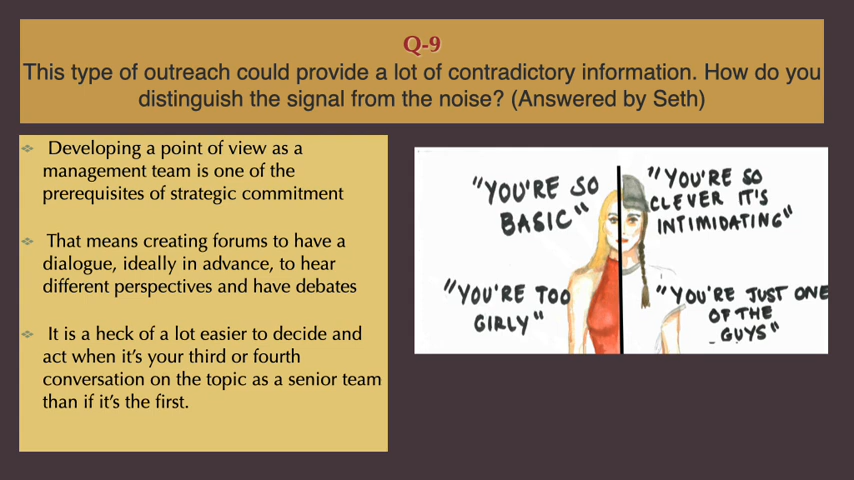 Q-9
This type of outreach could provide a lot of contradictory information. How do you
distinguish the signal from the noise? (Answered by Seth)
Developing a point of view as a
management team is one of the
prerequisites of strategic commitment
That means creating forums to have a
dialogue, ideally in advance, to hear
different perspectives and have debates
It is a heck of a lot easier to decide and
act when it’s your third or fourth
conversation on the topic as a senior team
than if it’s the first.
"YOU'RE SO
BASIC"
"YOU'RE SO
CLEVER IT'S
INTIMIDATING"
"YOU'RE TOO
GIRLY"
"YOU'RE JUST ONE
OF THE
GUYS"